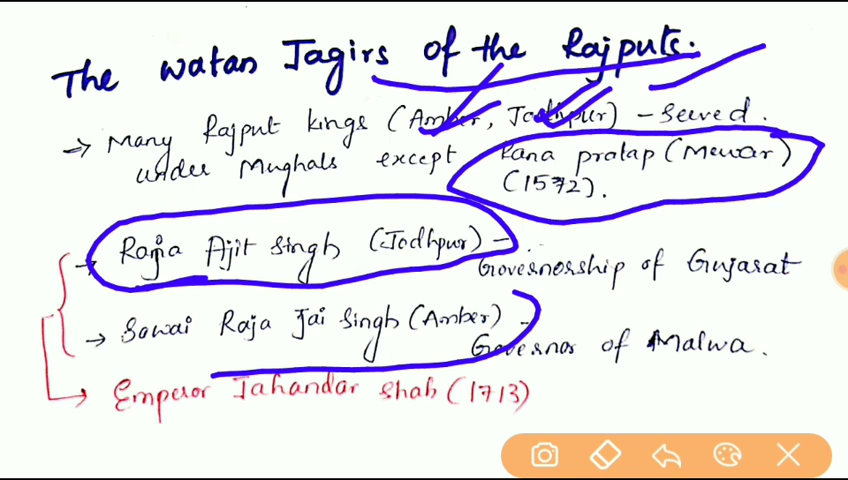 The Watan Jagirs of the Rajputs.
→ Many Rajput kings (Amber, Jodhpur) - Served
under Mughals except Rana pratap (Mewar)
(1572).
→ Raja Ajit Singh (Jodhpur) -
Governorship of Gujarat
→ Sawai Raja Jai Singh (Amber) -
Governor of Malwa.
→ Emperor Jahandar Shah (1713)